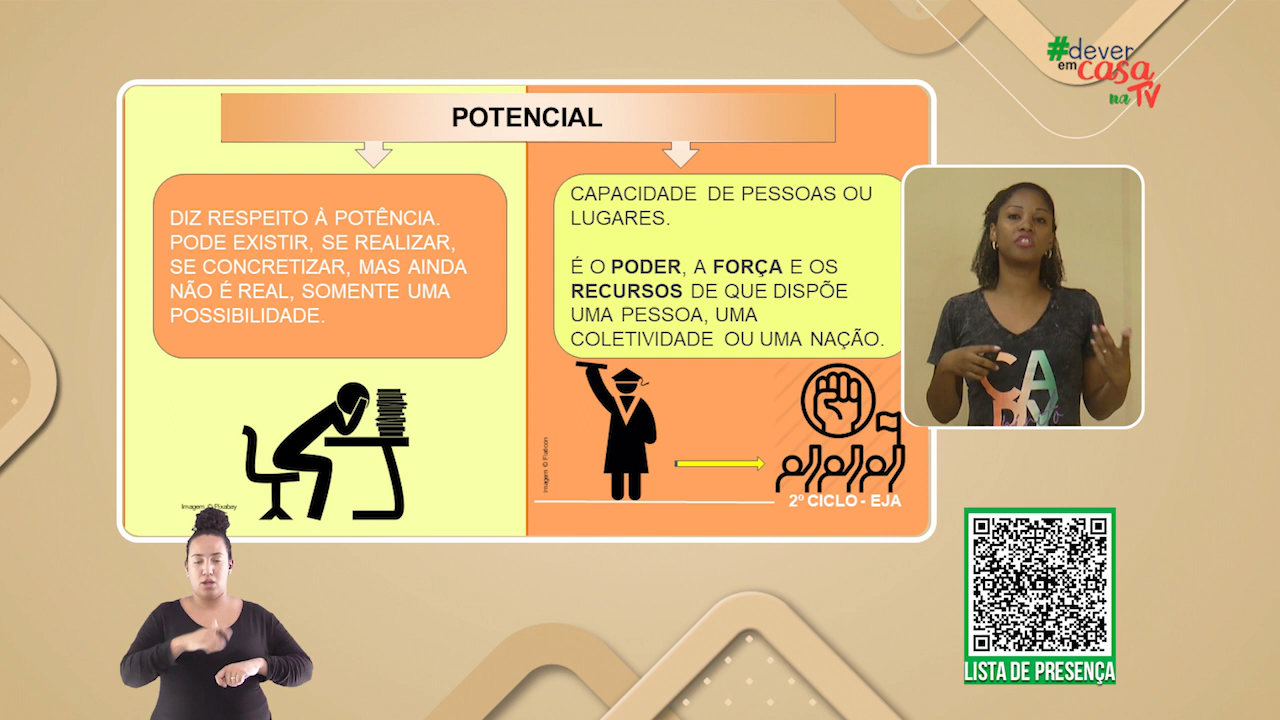 #dever
em casa
na TV
POTENCIAL
DIZ RESPEITO À POTÊNCIA.
PODE EXISTIR, SE REALIZAR,
SE CONCRETIZAR, MAS AINDA
NÃO É REAL, SOMENTE UMA
POSSIBILIDADE.
CAPACIDADE DE PESSOAS OU
LUGARES.
É O PODER, A FORÇA E OS
RECURSOS DE QUE DISPÕE
UMA PESSOA, UMA
COLETIVIDADE OU UMA NAÇÃO.
Imagem © Pixabay
Imagem © Flaticon
2º CICLO - EJA
LISTA DE PRESENÇA